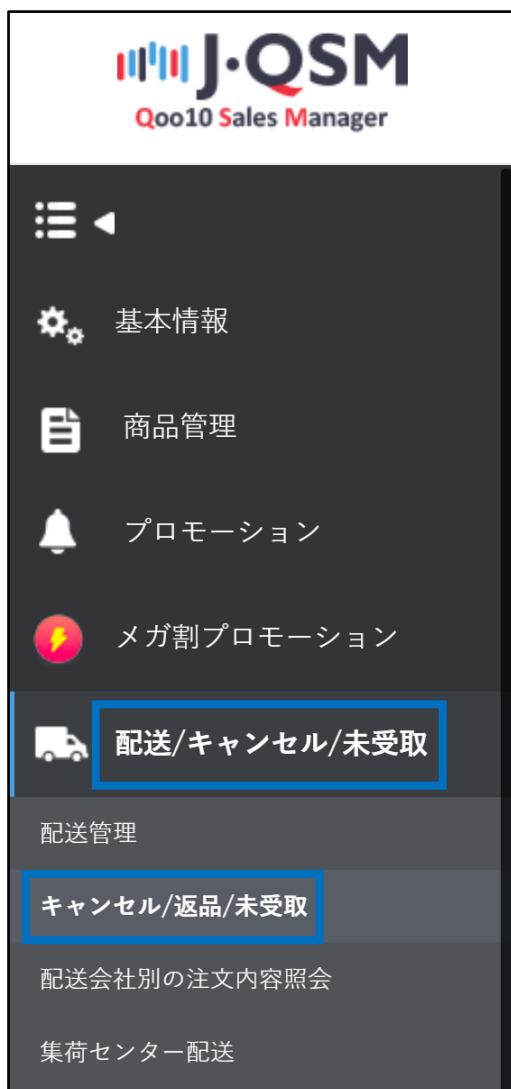 J·QSM
Qoo10 Sales Manager
基本情報
商品管理
プロモーション
メガ割プロモーション
配送/キャンセル/未受取
配送管理
キャンセル/返品/未受取
配送会社別の注文内容照会
集荷センター配送